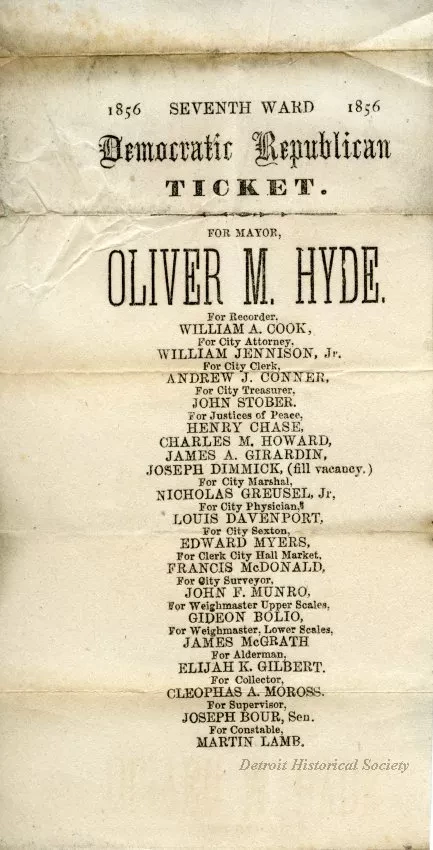 1856 SEVENTH WARD 1856
Democratic Republican
TICKET.
FOR MAYOR,
OLIVER M. HYDE.
For Recorder,
WILLIAM A. COOK,
For City Attorney,
WILLIAM JENNISON, Jr.
For City Clerk,
ANDREW J. CONNER,
For City Treasurer,
JOHN STOBER.
For Justices of Peace,
HENRY CHASE,
CHARLES M. HOWARD,
JAMES A. GIRARDIN,
JOSEPH DIMMICK, (fill vacancy.)
For City Marshal,
NICHOLAS GREUSEL, Jr,
For City Physician,¶
LOUIS DAVENPORT,
For City Sexton,
EDWARD MYERS,
For Clerk City Hall Market,
FRANCIS McDONALD,
For City Surveyor,
JOHN F. MUNRO,
For Weighmaster Upper Scales,
GIDEON BOLIO,
For Weighmaster, Lower Scales,
JAMES McGRATH
For Alderman,
ELIJAH K. GILBERT.
For Collector,
CLEOPHAS A. MOROSS.
For Supervisor,
JOSEPH BOUR, Sen.
For Constable,
MARTIN LAMB.
Detroit Historical Society